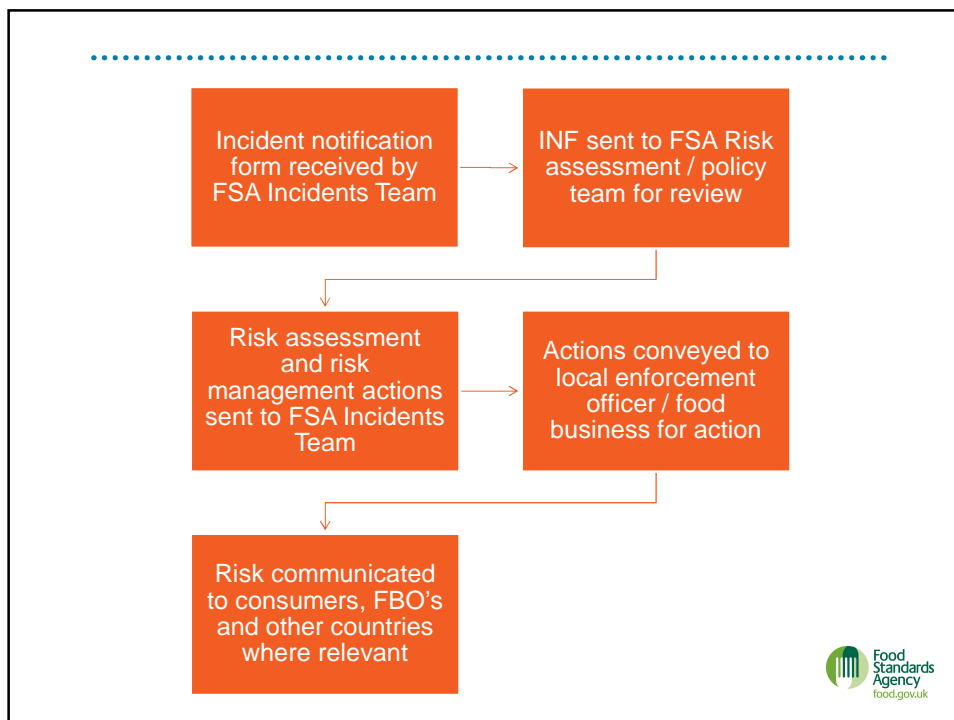 Incident notification
form received by
FSA Incidents Team
INF sent to FSA Risk
assessment / policy
team for review
Risk assessment
and risk
management actions
sent to FSA Incidents
Team
Actions conveyed to
local enforcement
officer / food
business for action
Risk communicated
to consumers, FBO's
and other countries
where relevant
Food
Standards
Agency
food.gov.uk